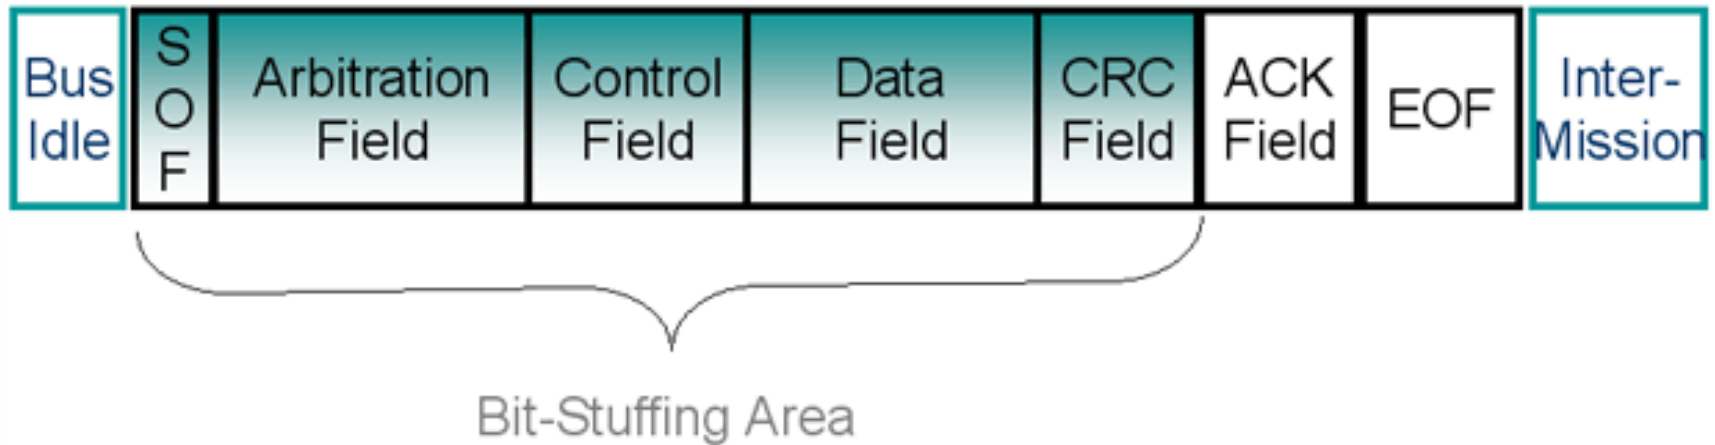 Bus
Idle
S
O
F
Arbitration
Field
Control
Field
Data
Field
CRC
Field
ACK
Field
EOF
Inter-
Mission
Bit-Stuffing Area